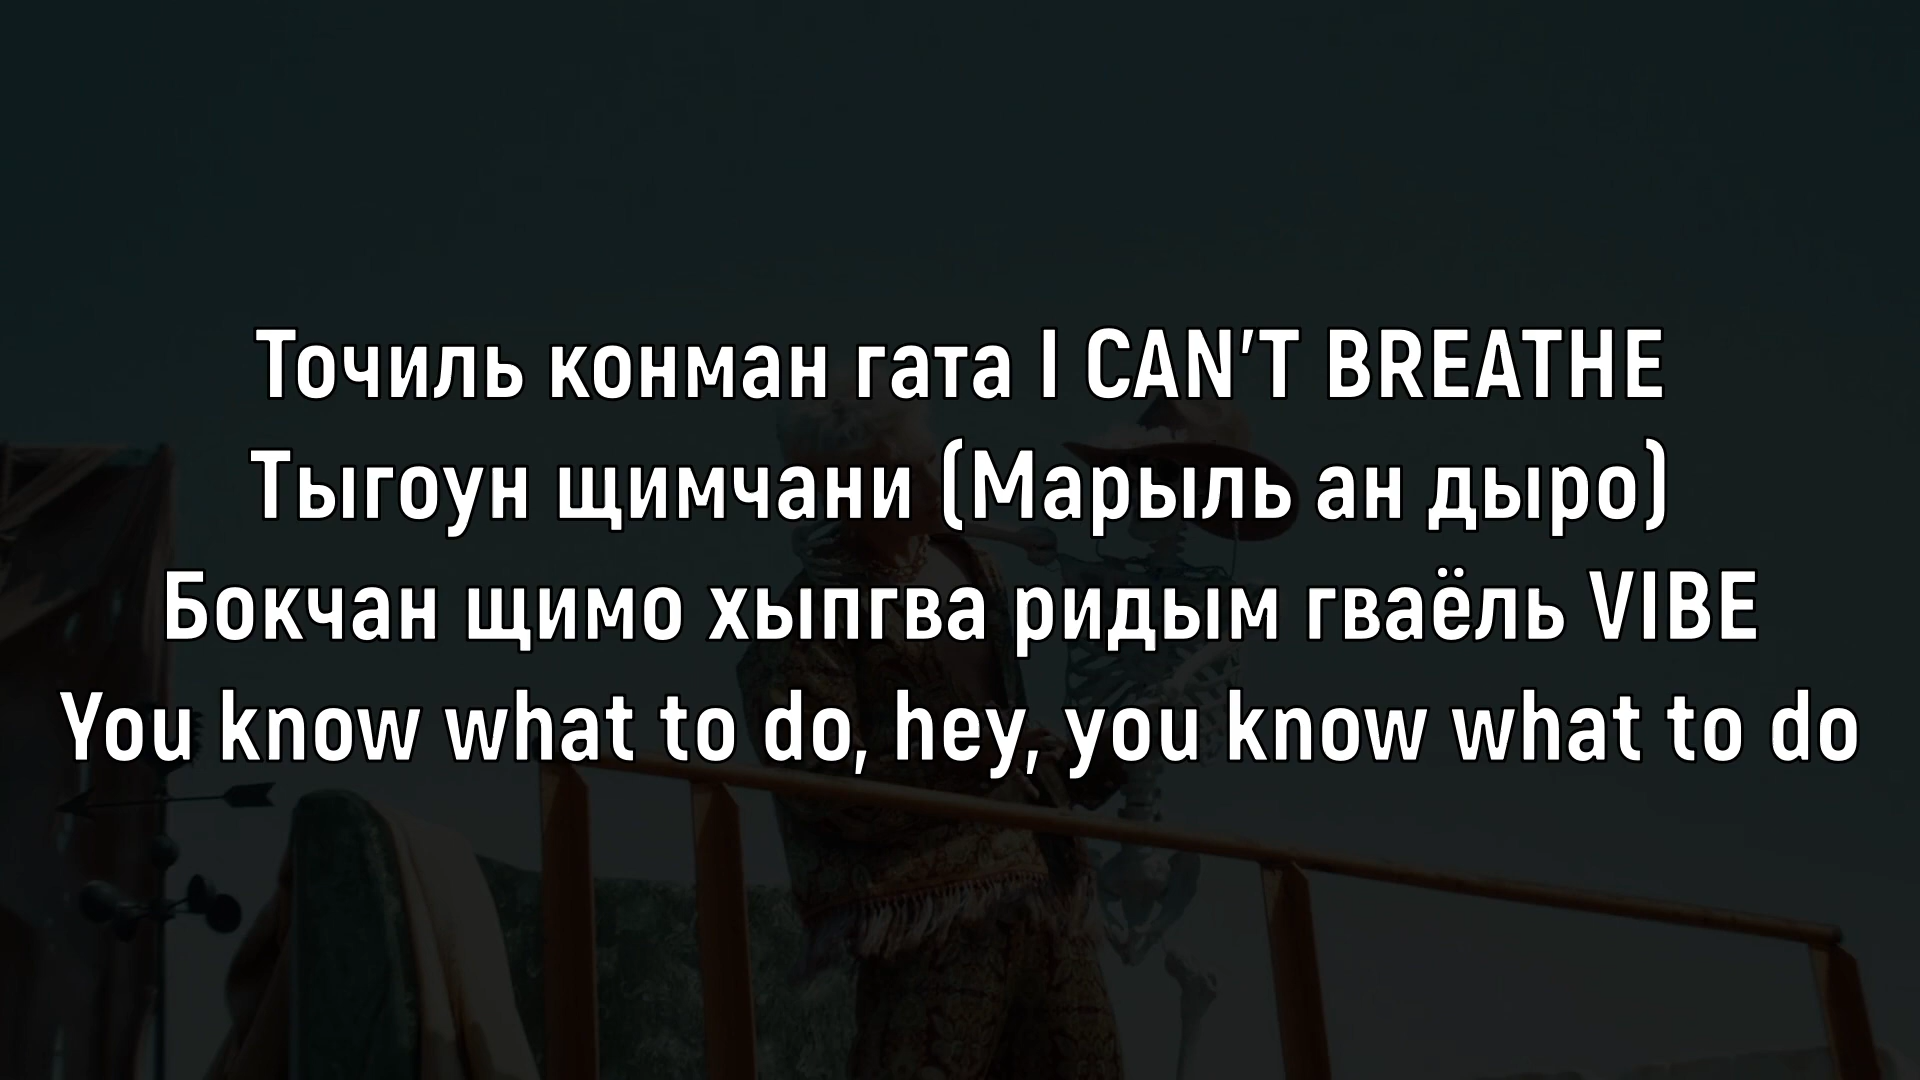 Точиль конман гата I CAN'T BREATHE
Тыгоун щимчани (Марыль ан дыро)
Бокчан щимо хыпгва ридым гваёль VIBE
You know what to do, hey, you know what to do